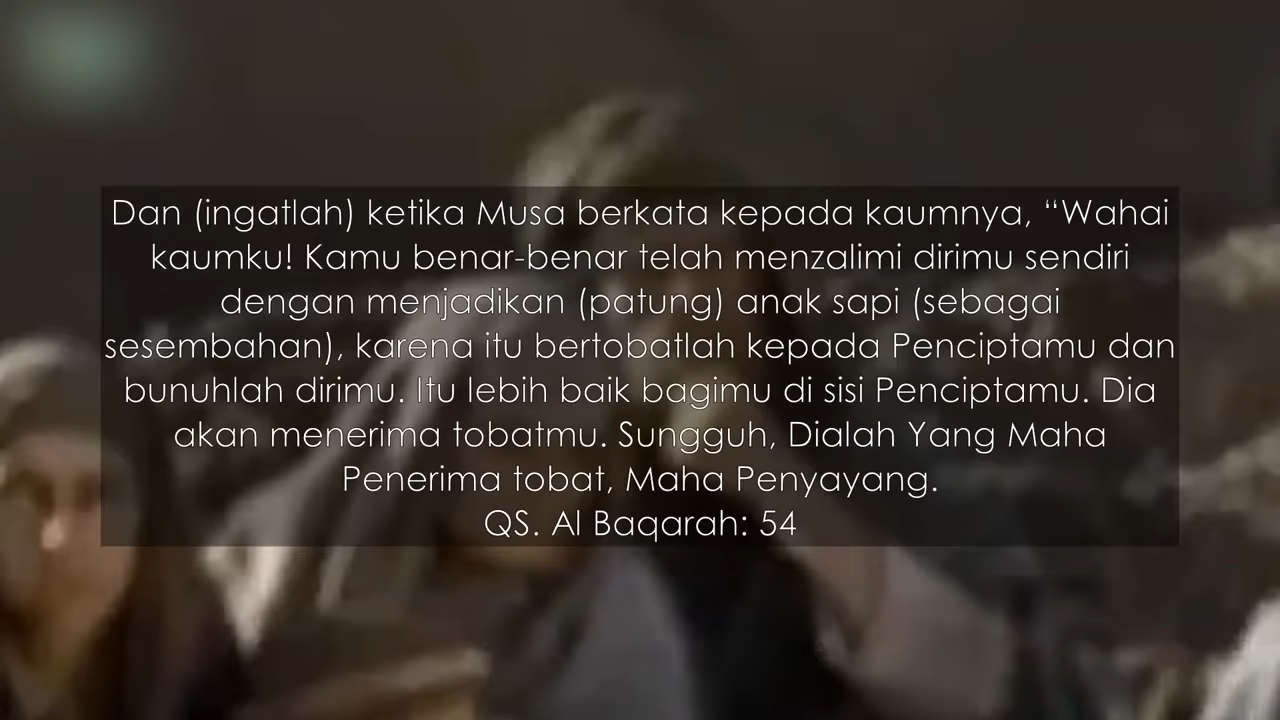 Dan (ingatlah) ketika Musa berkata kepada kaumnya, “Wahai
kaumku! Kamu benar-benar telah menzalimi dirimu sendiri
dengan menjadikan (patung) anak sapi (sebagai
sesembahan), karena itu bertobatlah kepada Penciptamu dan
bunuhlah dirimu. Itu lebih baik bagimu di sisi Penciptamu. Dia
akan menerima tobatmu. Sungguh, Dialah Yang Maha
Penerima tobat, Maha Penyayang.
QS. Al Baqarah: 54